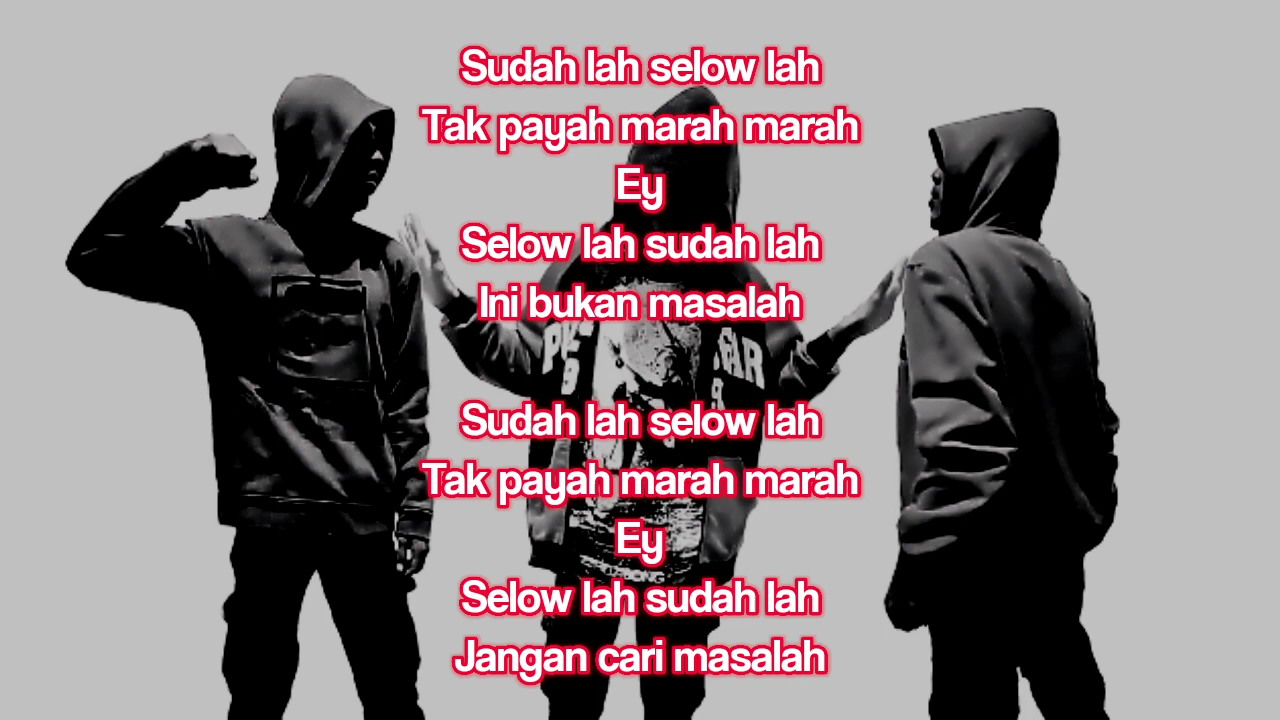 Sudah lah selow lah
Tak payah marah marah
Ey
Selow lah sudah lah
Ini bukan masalah
Sudah lah selow lah
Tak payah marah marah
Ey
Selow lah sudah lah
Jangan cari masalah